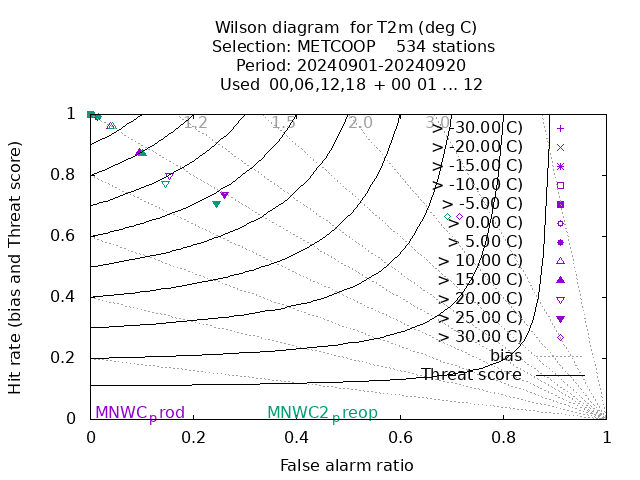 Wilson diagram  for T2m (deg C)
Selection: METCOOP    534 stations
Period: 20240901-20240920
Used  00,06,12,18 + 00 01 ... 12
Hit rate (bias and Threat score)
1
0.8
0.6
0.4
0.2
0
1.2
1.5
2.0
3.0
> -30.00 C)
> -20.00 C)
> -15.00 C)
> -10.00 C)
> -5.00 C)
> 0.00 C)
> 5.00 C)
> 10.00 C)
> 15.00 C)
> 20.00 C)
> 25.00 C)
> 30.00 C)
bias
Threat score
MNWC_prod
MNWC2_preop
0 0.2 0.4 0.6 0.8 1
False alarm ratio